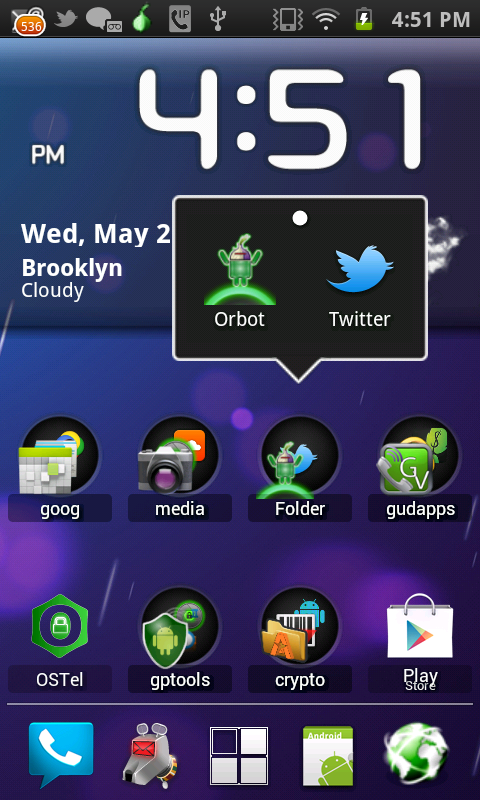 536
4:51 PM
4:51
PM
Wed, May 2
Brooklyn
Cloudy
Orbot
Twitter
goog
media
Folder
gudapps
GV
OSTel
gptools
crypto
Play
Store
Android